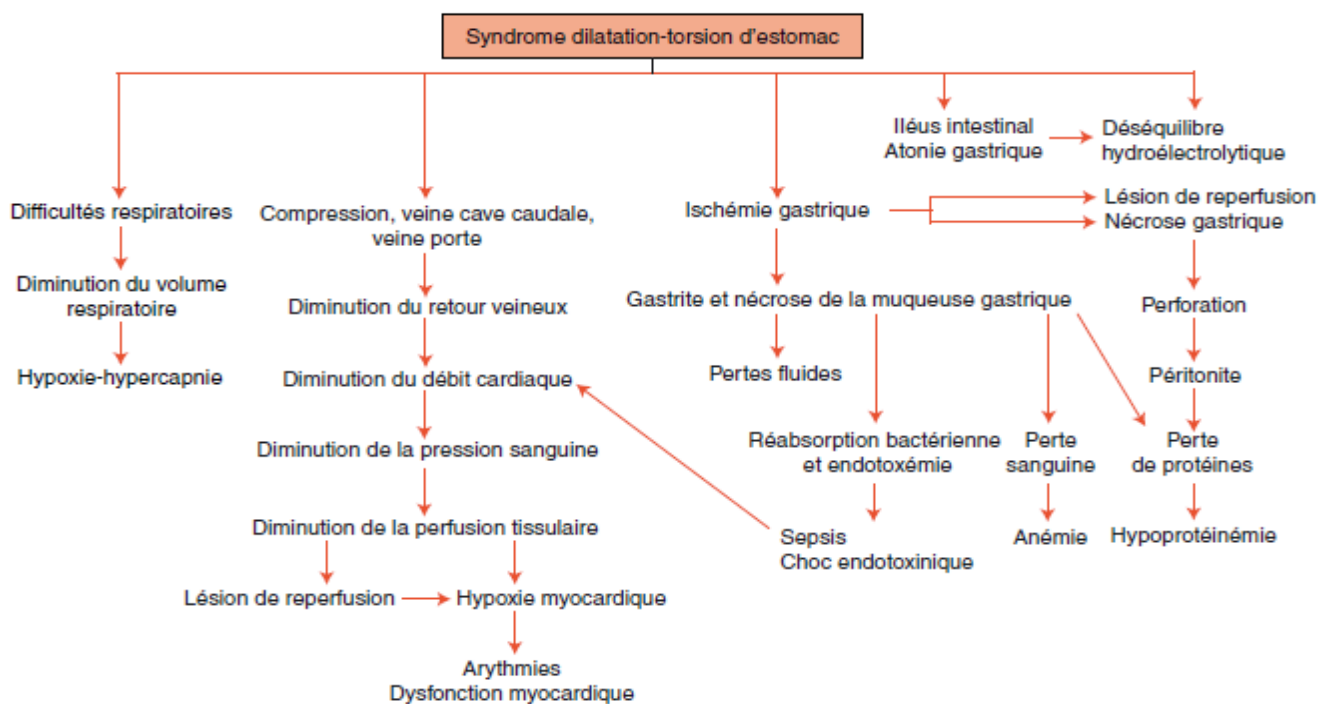 Syndrome dilatation-torsion d'estomac
Iléus intestinal
Atonie gastrique
Déséquilibre
hydroélectrolytique
Difficultés respiratoires
Diminution du volume
respiratoire
Hypoxie-hypercapnie
Compression, veine cave caudale,
veine porte
Diminution du retour veineux
Diminution du débit cardiaque
Diminution de la pression sanguine
Diminution de la perfusion tissulaire
Lésion de reperfusion
Hypoxie myocardique
Arythmies
Dysfonction myocardique
Ischémie gastrique
Lésion de reperfusion
Nécrose gastrique
Gastrite et nécrose de la muqueuse gastrique
Pertes fluides
Réabsorption bactérienne
et endotoxémie
Sepsis
Choc endotoxinique
Perte
sanguine
Anémie
Perforation
Péritonite
Perte
de protéines
Hypoprotéinémie